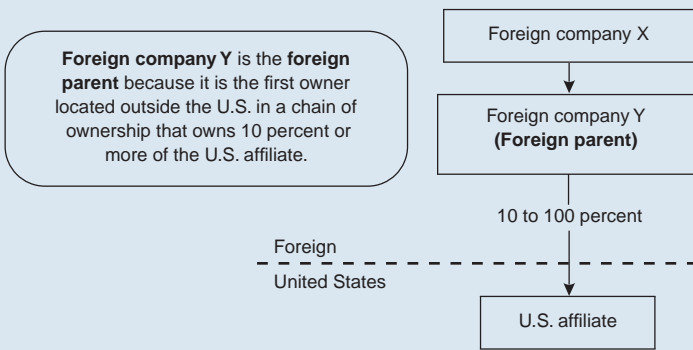 Foreign company Y is the foreign
parent because it is the first owner
located outside the U.S. in a chain of
ownership that owns 10 percent or
more of the U.S. affiliate.
Foreign company X
Foreign company Y
(Foreign parent)
10 to 100 percent
Foreign
United States
U.S. affiliate